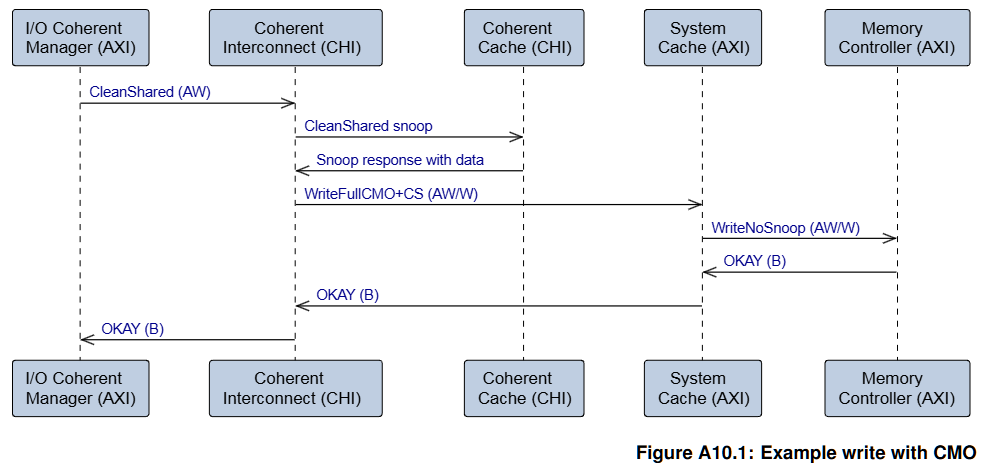 I/O Coherent
Manager (AXI)
Coherent
Interconnect (CHI)
Coherent
Cache (CHI)
System
Cache (AXI)
Memory
Controller (AXI)
CleanShared (AW)
CleanShared snoop
Snoop response with data
WriteFullCMO+CS (AW/W)
WriteNoSnoop (AW/W)
OKAY (B)
OKAY (B)
OKAY (B)
I/O Coherent
Manager (AXI)
Coherent
Interconnect (CHI)
Coherent
Cache (CHI)
System
Cache (AXI)
Memory
Controller (AXI)
Figure A10.1: Example write with CMO